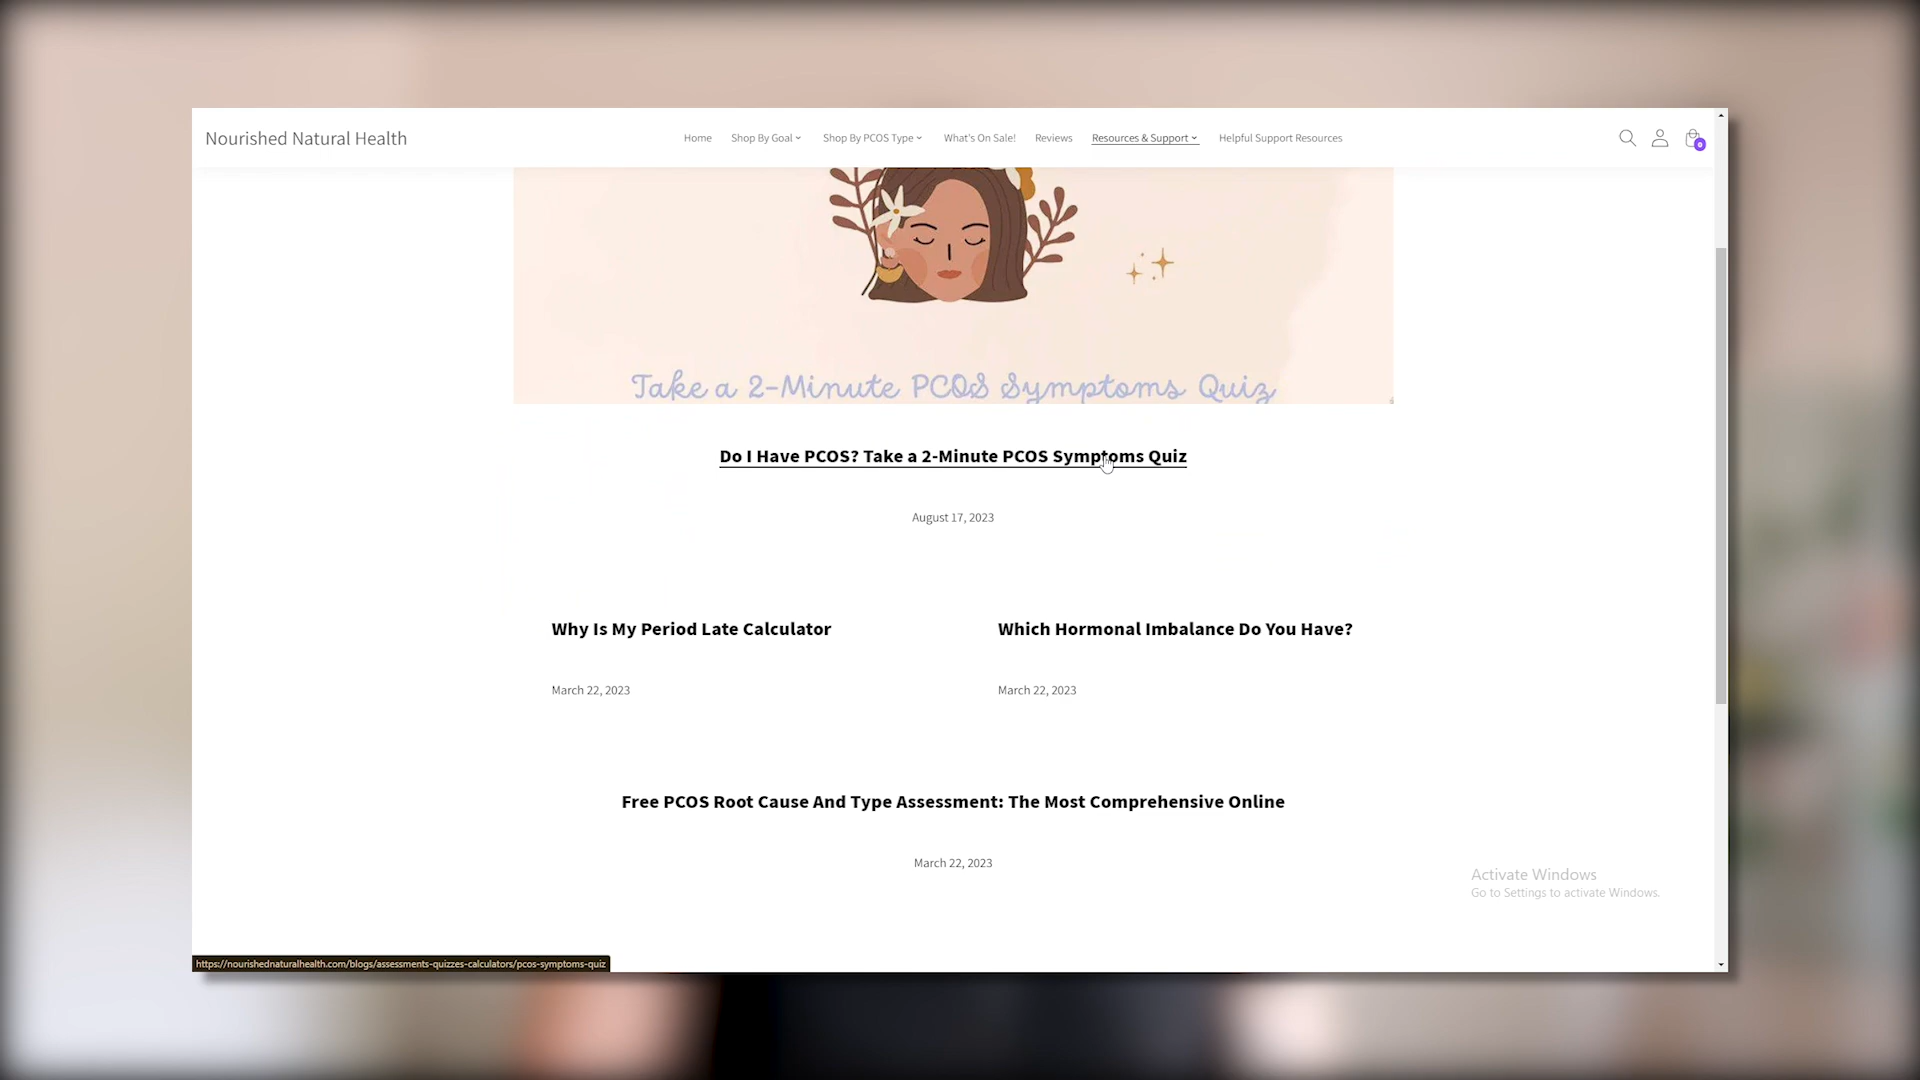 Nourished Natural Health
Home Shop By Goal Shop By PCOS Type What's On Sale! Reviews Resources & Support Helpful Support Resources
0
Take a 2-Minute PCOS Symptoms Quiz
Do I Have PCOS? Take a 2-Minute PCOS Symptoms Quiz
August 17, 2023
Why Is My Period Late Calculator
Which Hormonal Imbalance Do You Have?
March 22, 2023
March 22, 2023
Free PCOS Root Cause And Type Assessment: The Most Comprehensive Online
March 22, 2023
Activate Windows
Go to Settings to activate Windows.
https://nourishednaturalhealth.com/blogs/assessments-quizzes-calculators/pcos-symptoms-quiz